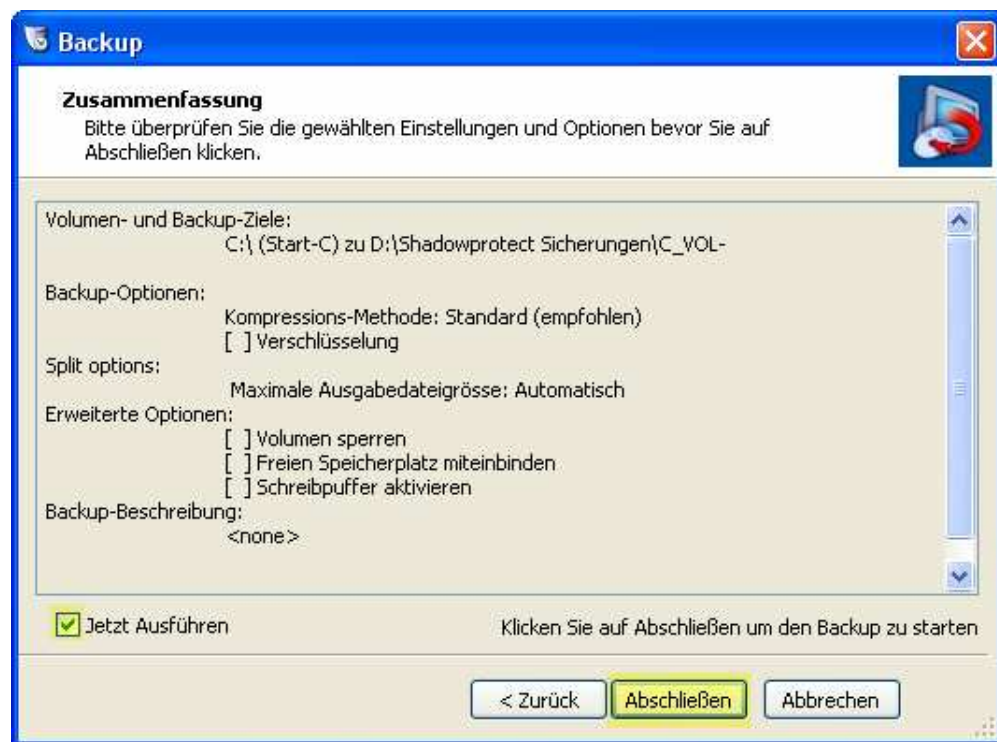 Backup
Zusammenfassung
Bitte überprüfen Sie die gewählten Einstellungen und Optionen bevor Sie auf
Abschließen klicken.
Volumen- und Backup-Ziele:
C:\ (Start-C) zu D:\Shadowprotect Sicherungen\C_VOL-
Backup-Optionen:
Kompressions-Methode: Standard (empfohlen)
[ ] Verschlüsselung
Split options:
Maximale Ausgabedateigrösse: Automatisch
Erweiterte Optionen:
[ ] Volumen sperren
[ ] Freien Speicherplatz miteinbinden
[ ] Schreibpuffer aktivieren
Backup-Beschreibung:
<none>
Jetzt Ausführen
Klicken Sie auf Abschließen um den Backup zu starten
< Zurück
Abschließen
Abbrechen